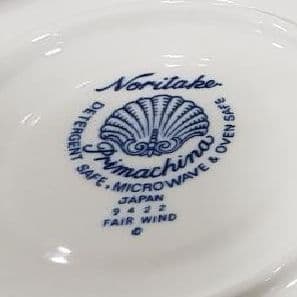 Noritake
Primachina
DETERGENT SAFE, MICROWAVE & OVEN SAFE
JAPAN
9422
FAIR WIND
©